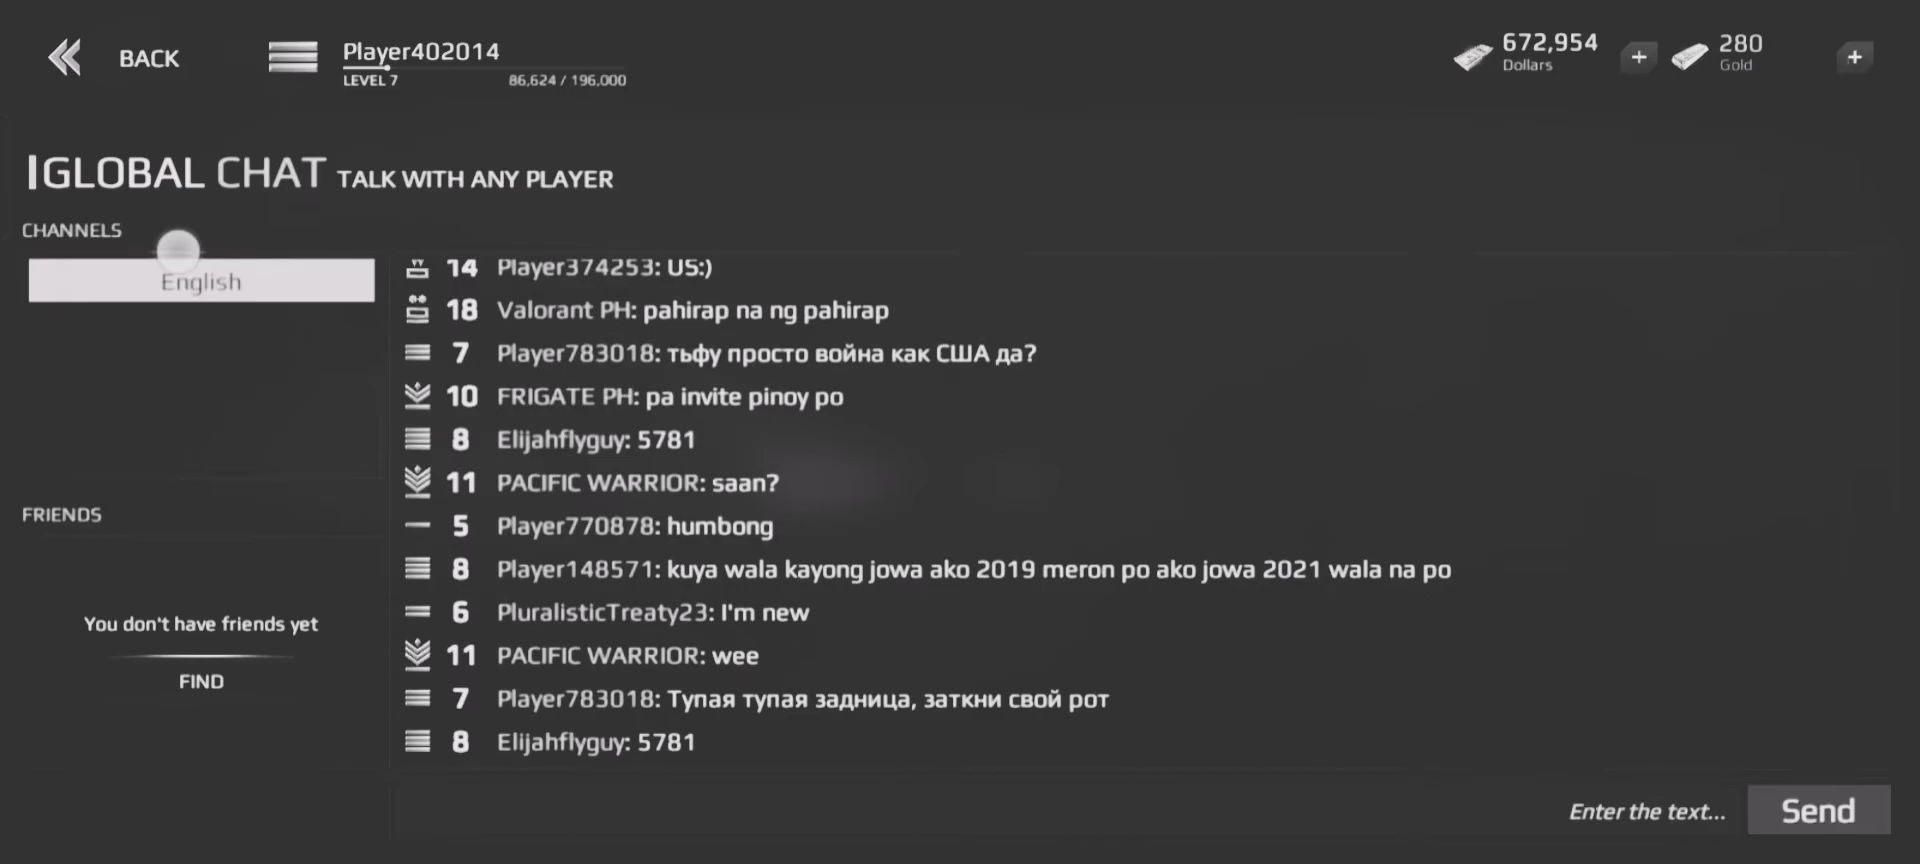 BACK
Player402014
LEVEL 7
86,624 / 196,000
672,954
Dollars
+
280
Gold
+
GLOBAL CHAT TALK WITH ANY PLAYER
CHANNELS
English
14 Player374253: US:)
18 Valorant PH: pahirap na ng pahirap
7 Player783018: тьфу просто война как США да?
10 FRIGATE PH: pa invite pinoy po
8 Elijahflyguy: 5781
11 PACIFIC WARRIOR: saan?
5 Player770878: humbong
8 Player148571: kuya wala kayong jowa ako 2019 meron po ako jowa 2021 wala na po
6 PluralisticTreaty23: I'm new
11 PACIFIC WARRIOR: wee
7 Player783018: Тупая тупая задница, заткни свой рот
8 Elijahflyguy: 5781
FRIENDS
You don't have friends yet
FIND
Enter the text...
Send